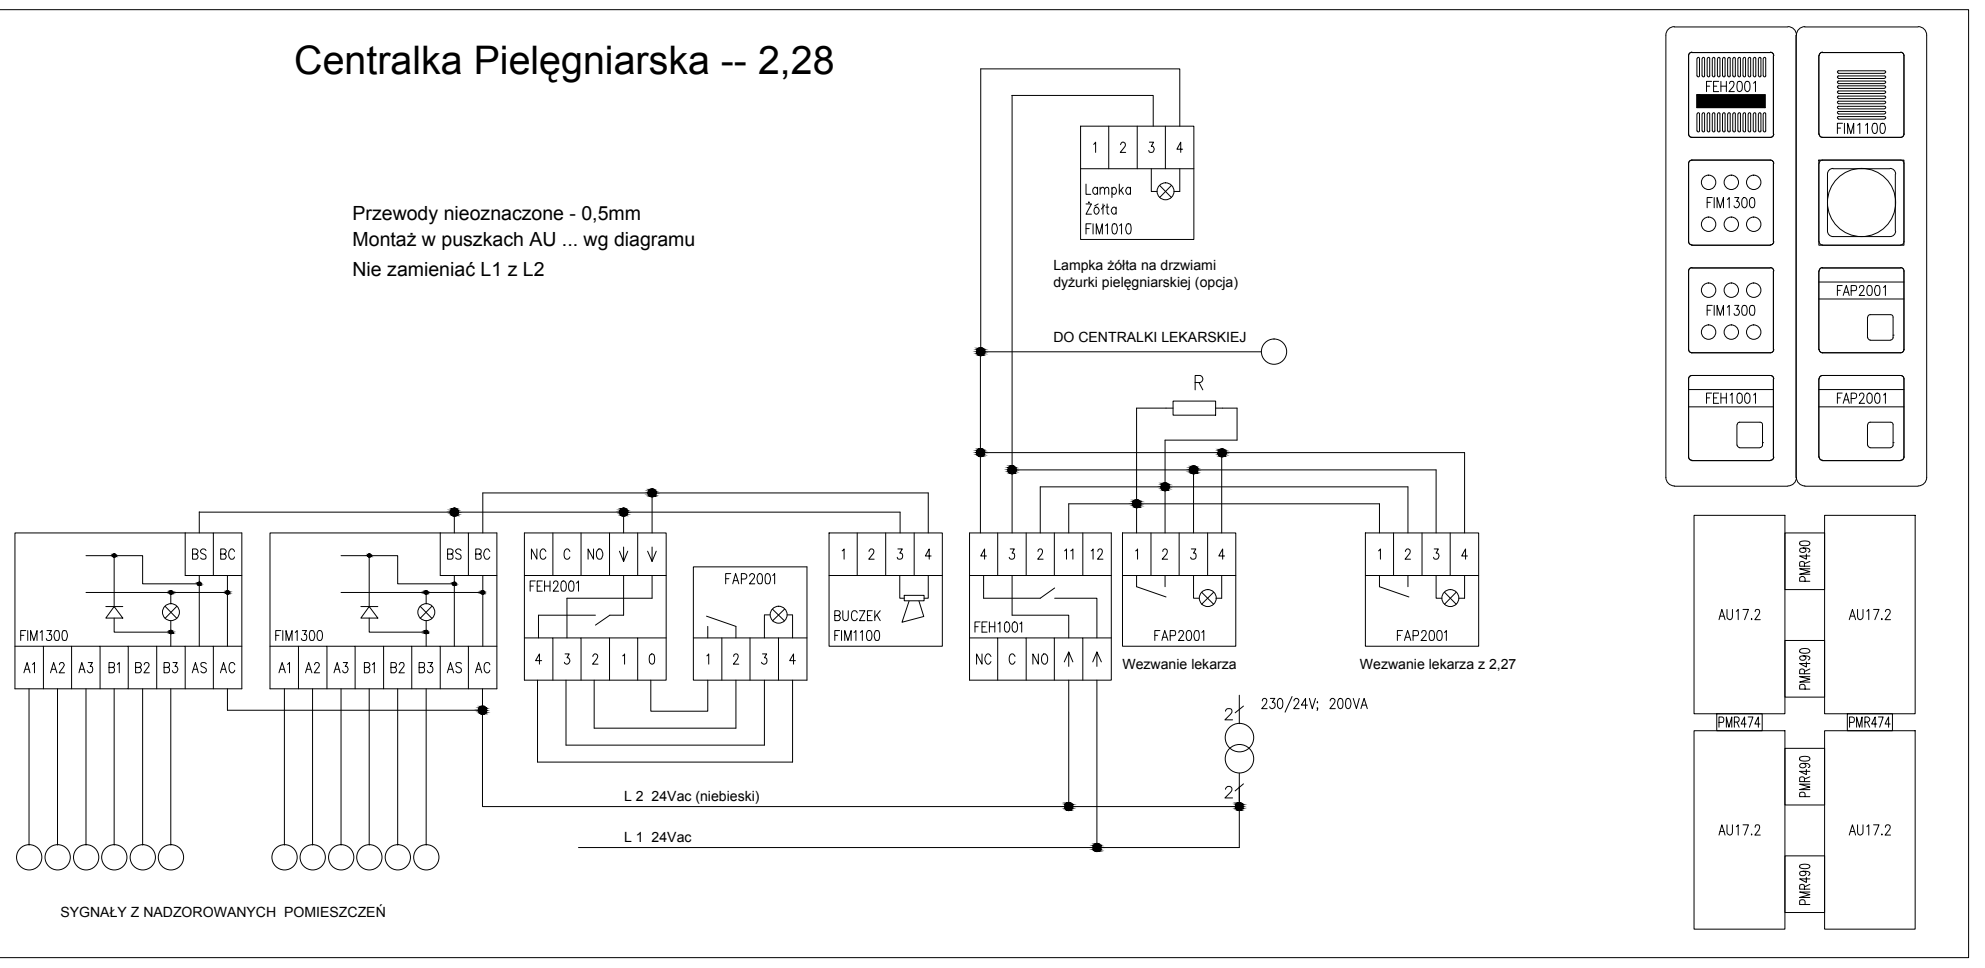 Centralka Pielęgniarska -- 2,28
Przewody nieoznaczone - 0,5mm
Montaż w puszkach AU ... wg diagramu
Nie zamieniać L1 z L2
1 2 3 4
Lampka
Żółta
FIM1010
Lampka żółta na drzwiami
dyżurki pielęgniarskiej (opcja)
DO CENTRALKI LEKARSKIEJ
R
BS BC
FIM1300
A1 A2 A3 B1 B2 B3 AS AC
BS BC
FIM1300
A1 A2 A3 B1 B2 B3 AS AC
NC C NO
FEH2001
4 3 2 1 0
FAP2001
1 2 3 4
1 2 3 4
BUCZEK
FIM1100
4 3 2 11 12
FEH1001
NC C NO
1 2 3 4
FAP2001
Wezwanie lekarza
1 2 3 4
FAP2001
Wezwanie lekarza z 2,27
2
230/24V; 200VA
2
L 2 24Vac (niebieski)
L 1 24Vac
SYGNAŁY Z NADZOROWANYCH POMIESZCZEŃ
FEH2001
FIM1100
FIM1300
FIM1300
FAP2001
FEH1001
FAP2001
PMR490
AU17.2
AU17.2
PMR490
PMR474
PMR474
PMR490
AU17.2
AU17.2
PMR490